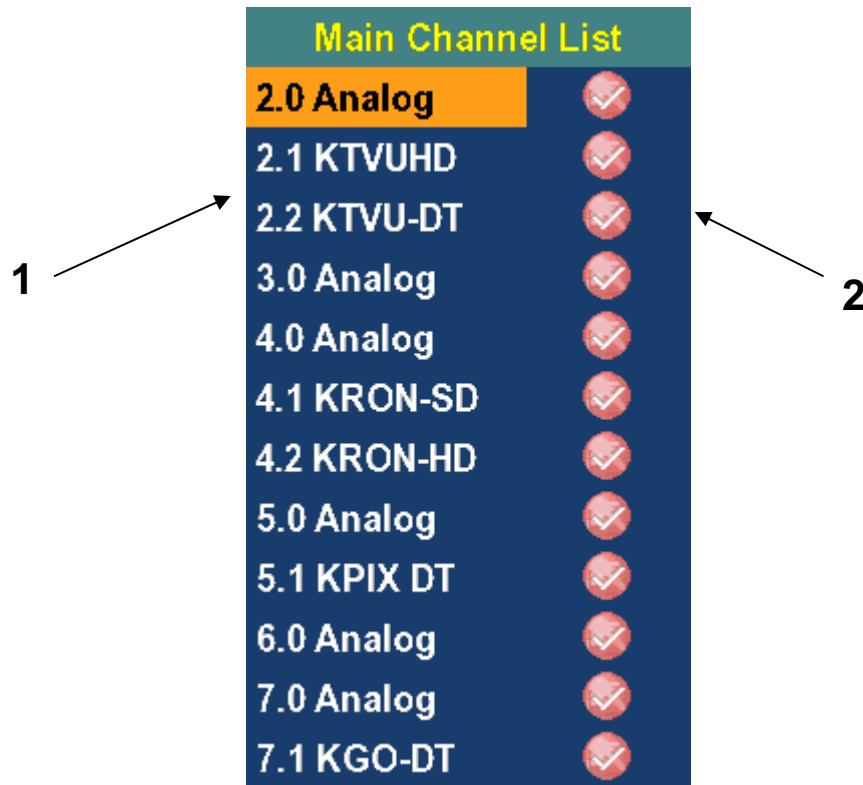 Main Channel List
2.0 Analog
2.1 KTVUHD
2.2 KTVU-DT
3.0 Analog
4.0 Analog
4.1 KRON-SD
4.2 KRON-HD
5.0 Analog
5.1 KPIX DT
6.0 Analog
7.0 Analog
7.1 KGO-DT
1
2